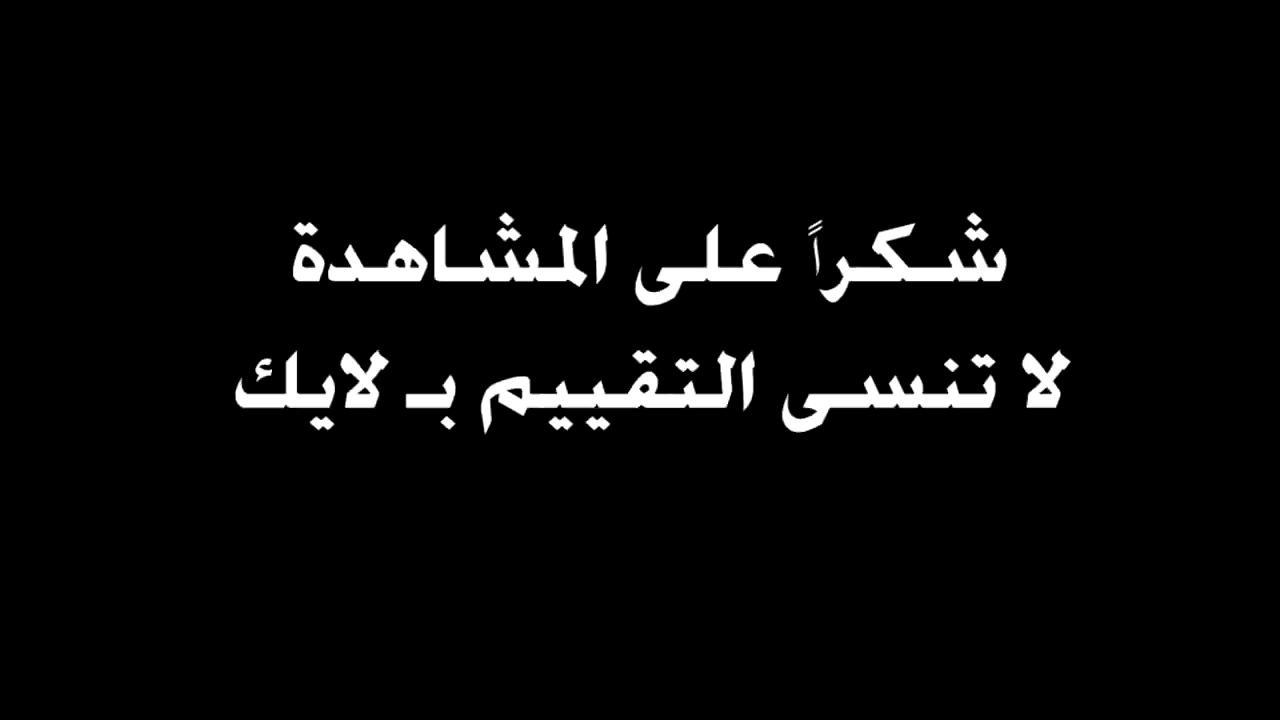 شكراً على المشاهدة
لا تنسى التقييم بـ لايك